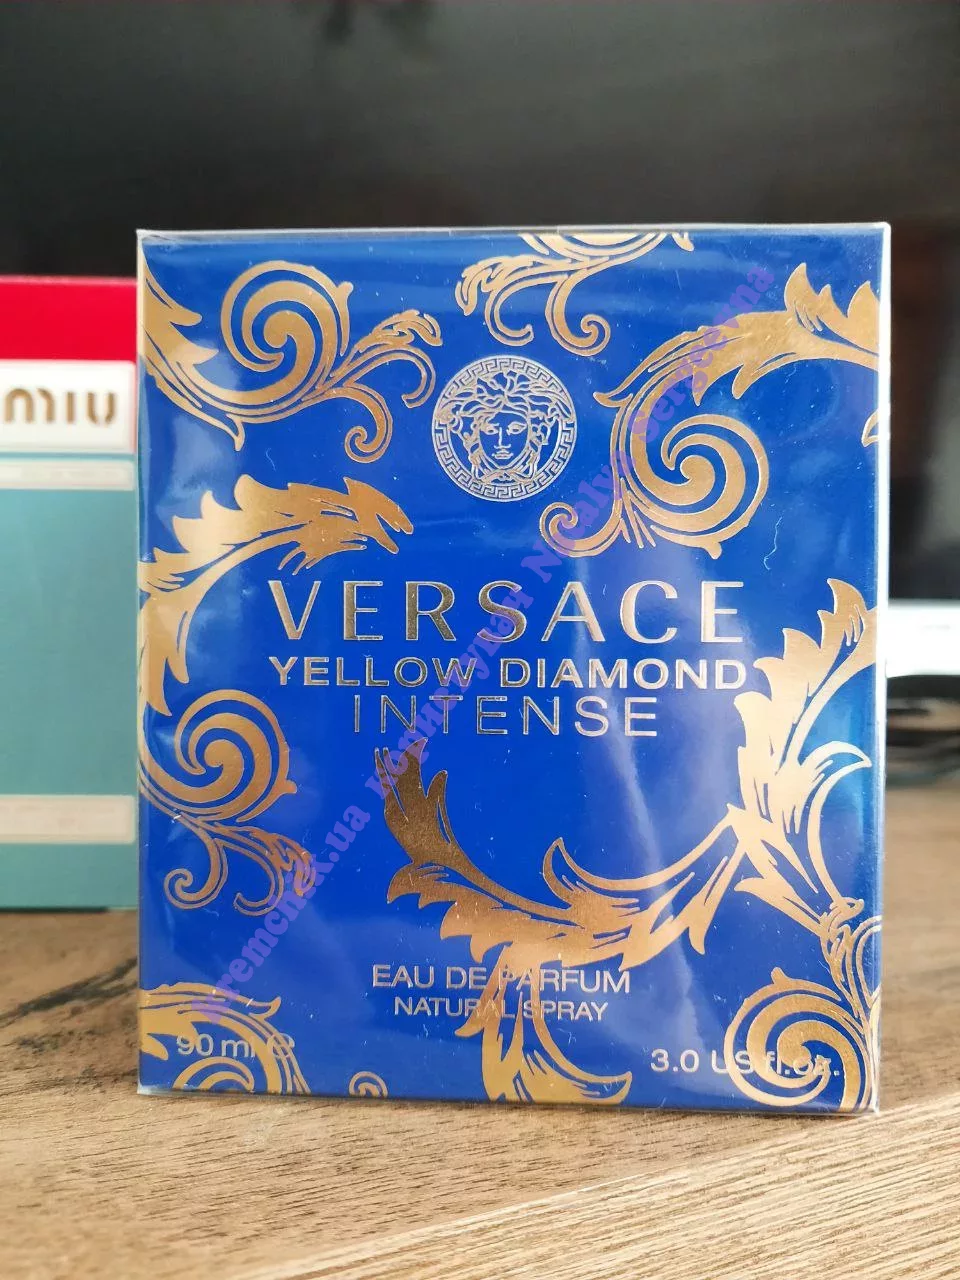 MIU
VERSACE
YELLOW DIAMOND
INTENSE
EAU DE PARFUM
NATURAL SPRAY
90 ml ℮
3.0 US fl.oz.